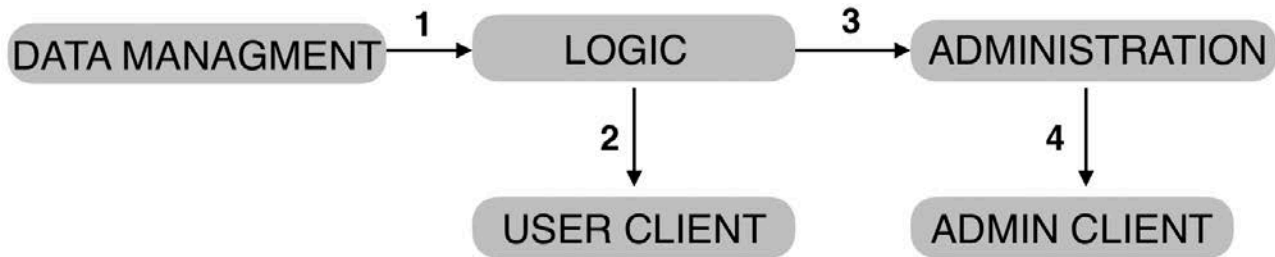 1
3
DATA MANAGMENT
LOGIC
ADMINISTRATION
2
4
USER CLIENT
ADMIN CLIENT